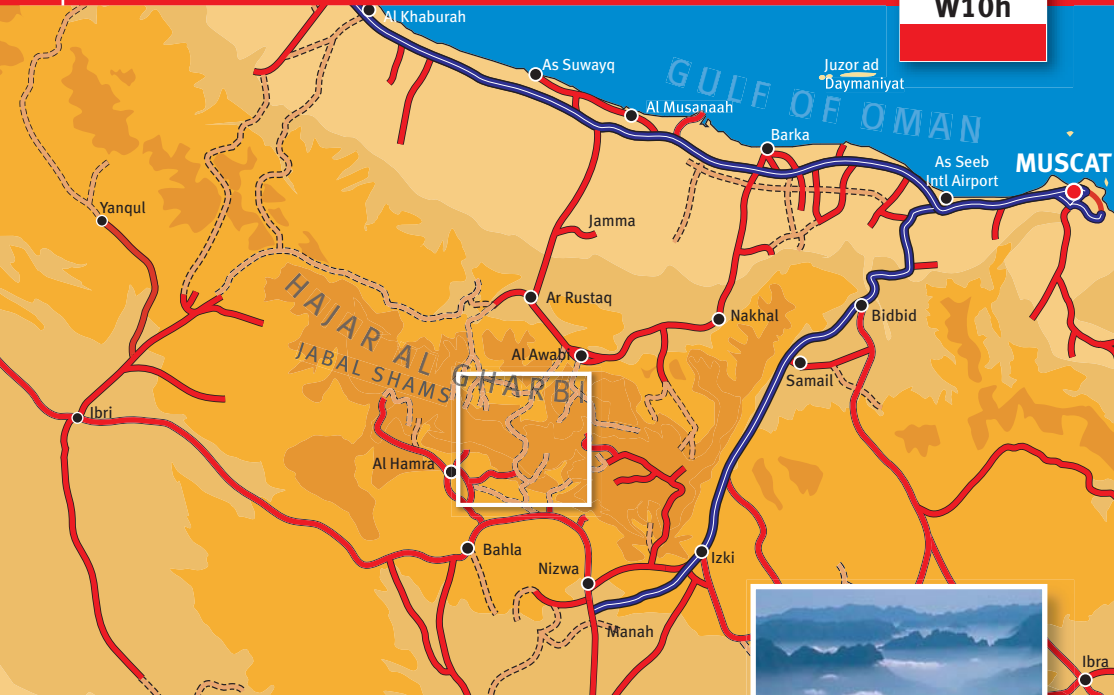 W10h
Al Khaburah
As Suwayq
Juzor ad
Daymaniyat
GULF OF OMAN
Al Musanaah
Barka
As Seeb
Intl Airport
MUSCAT
Yanqul
Jamma
HAJAR AL GHARBI
JABAL SHAMS
Ar Rustaq
Nakhal
Bidbid
Al Awabi
Samail
Ibri
Al Hamra
Bahla
Izki
Nizwa
Manah
Ibra